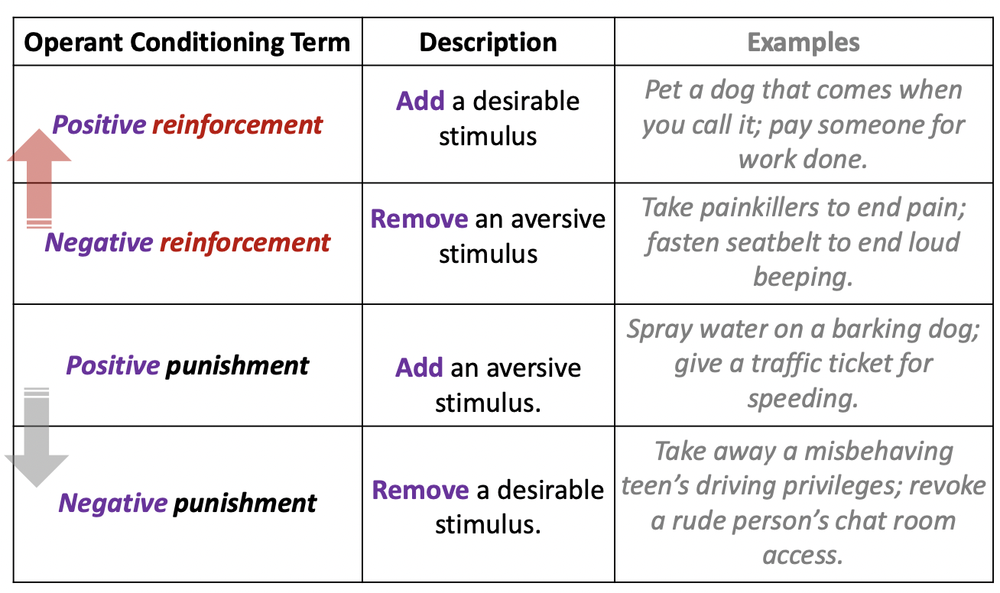 Operant Conditioning Term
Description
Examples
Positive reinforcement
Add a desirable
stimulus
Pet a dog that comes when
you call it; pay someone for
work done.
Negative reinforcement
Remove an aversive
stimulus
Take painkillers to end pain;
fasten seatbelt to end loud
beeping.
Positive punishment
Add an aversive
stimulus.
Spray water on a barking dog;
give a traffic ticket for
speeding.
Negative punishment
Remove a desirable
stimulus.
Take away a misbehaving
teen’s driving privileges; revoke
a rude person’s chat room
access.